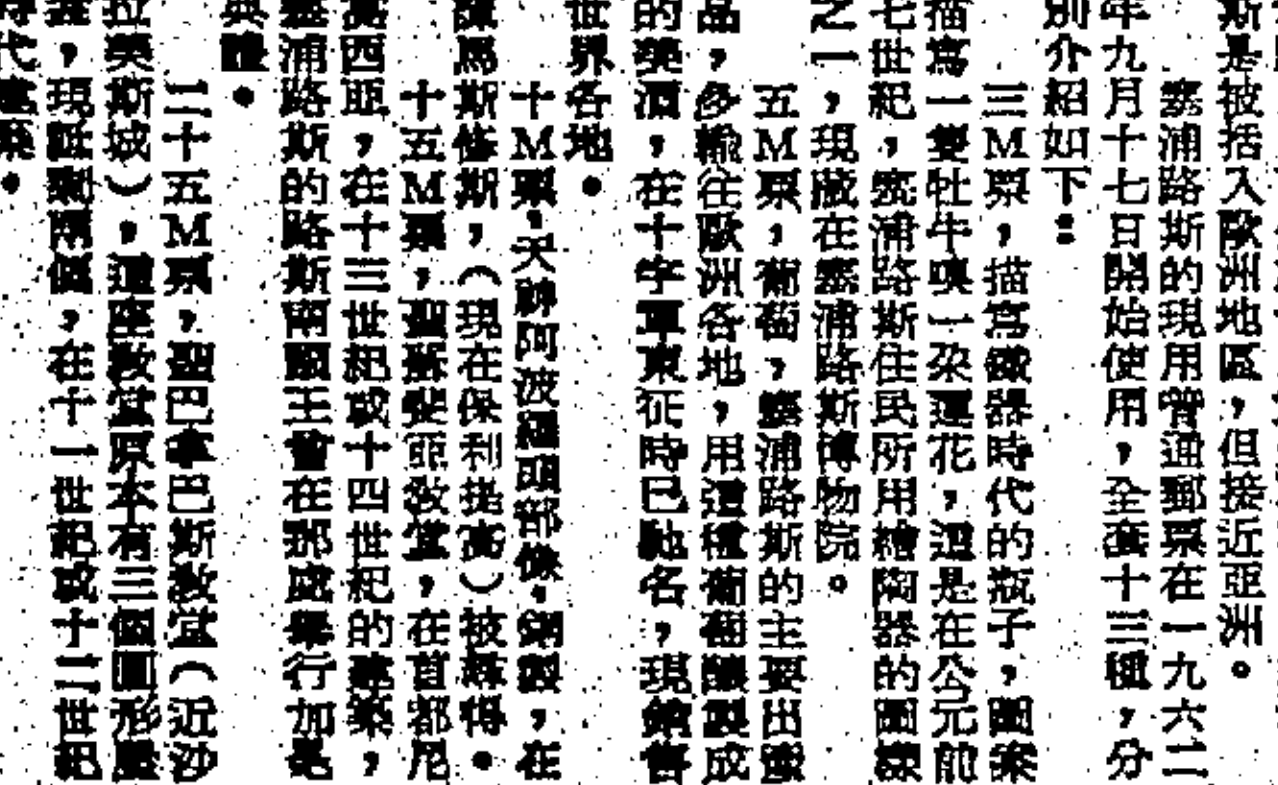 斯是被括入歐洲地區，但接近亞洲。
塞浦路斯的現用普通郵票在一九六二
年九月十七日開始使用，全套十三種，分
別介紹如下：
三M票，描寫鐵器時代的瓶子，圖案
描寫一雙牡牛嗅一朶蓮花，這是在公元前
七世紀，塞浦路斯住民所用繪陶器的圖樣
之一，現藏在塞浦路斯博物院。
五M票，葡萄，塞浦路斯的主要出產
品，多輸往歐洲各地，用這種葡萄釀製成
的美酒，在十字軍東征時已馳名，現銷售
世界各地。
十M票，天神阿波羅頭部像，銅製，在
馬斯修斯，（現在保利提高）被尋得。
十五M票，聖蘇斐亞敎堂，在首都尼
高西亞，在十三世紀或十四世紀的建築，
塞浦路斯的路斯兩國王曾在那處舉行加冕
典禮。
二十五M票，聖巴拿巴斯敎堂（近沙
拉美斯城），這座敎堂原本有三個圓形屋
蓋，現祇剩兩個，在十一世紀或十二世紀
時代建築。